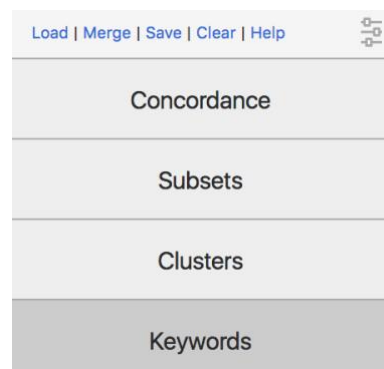 Load | Merge | Save | Clear | Help
Concordance
Subsets
Clusters
Keywords